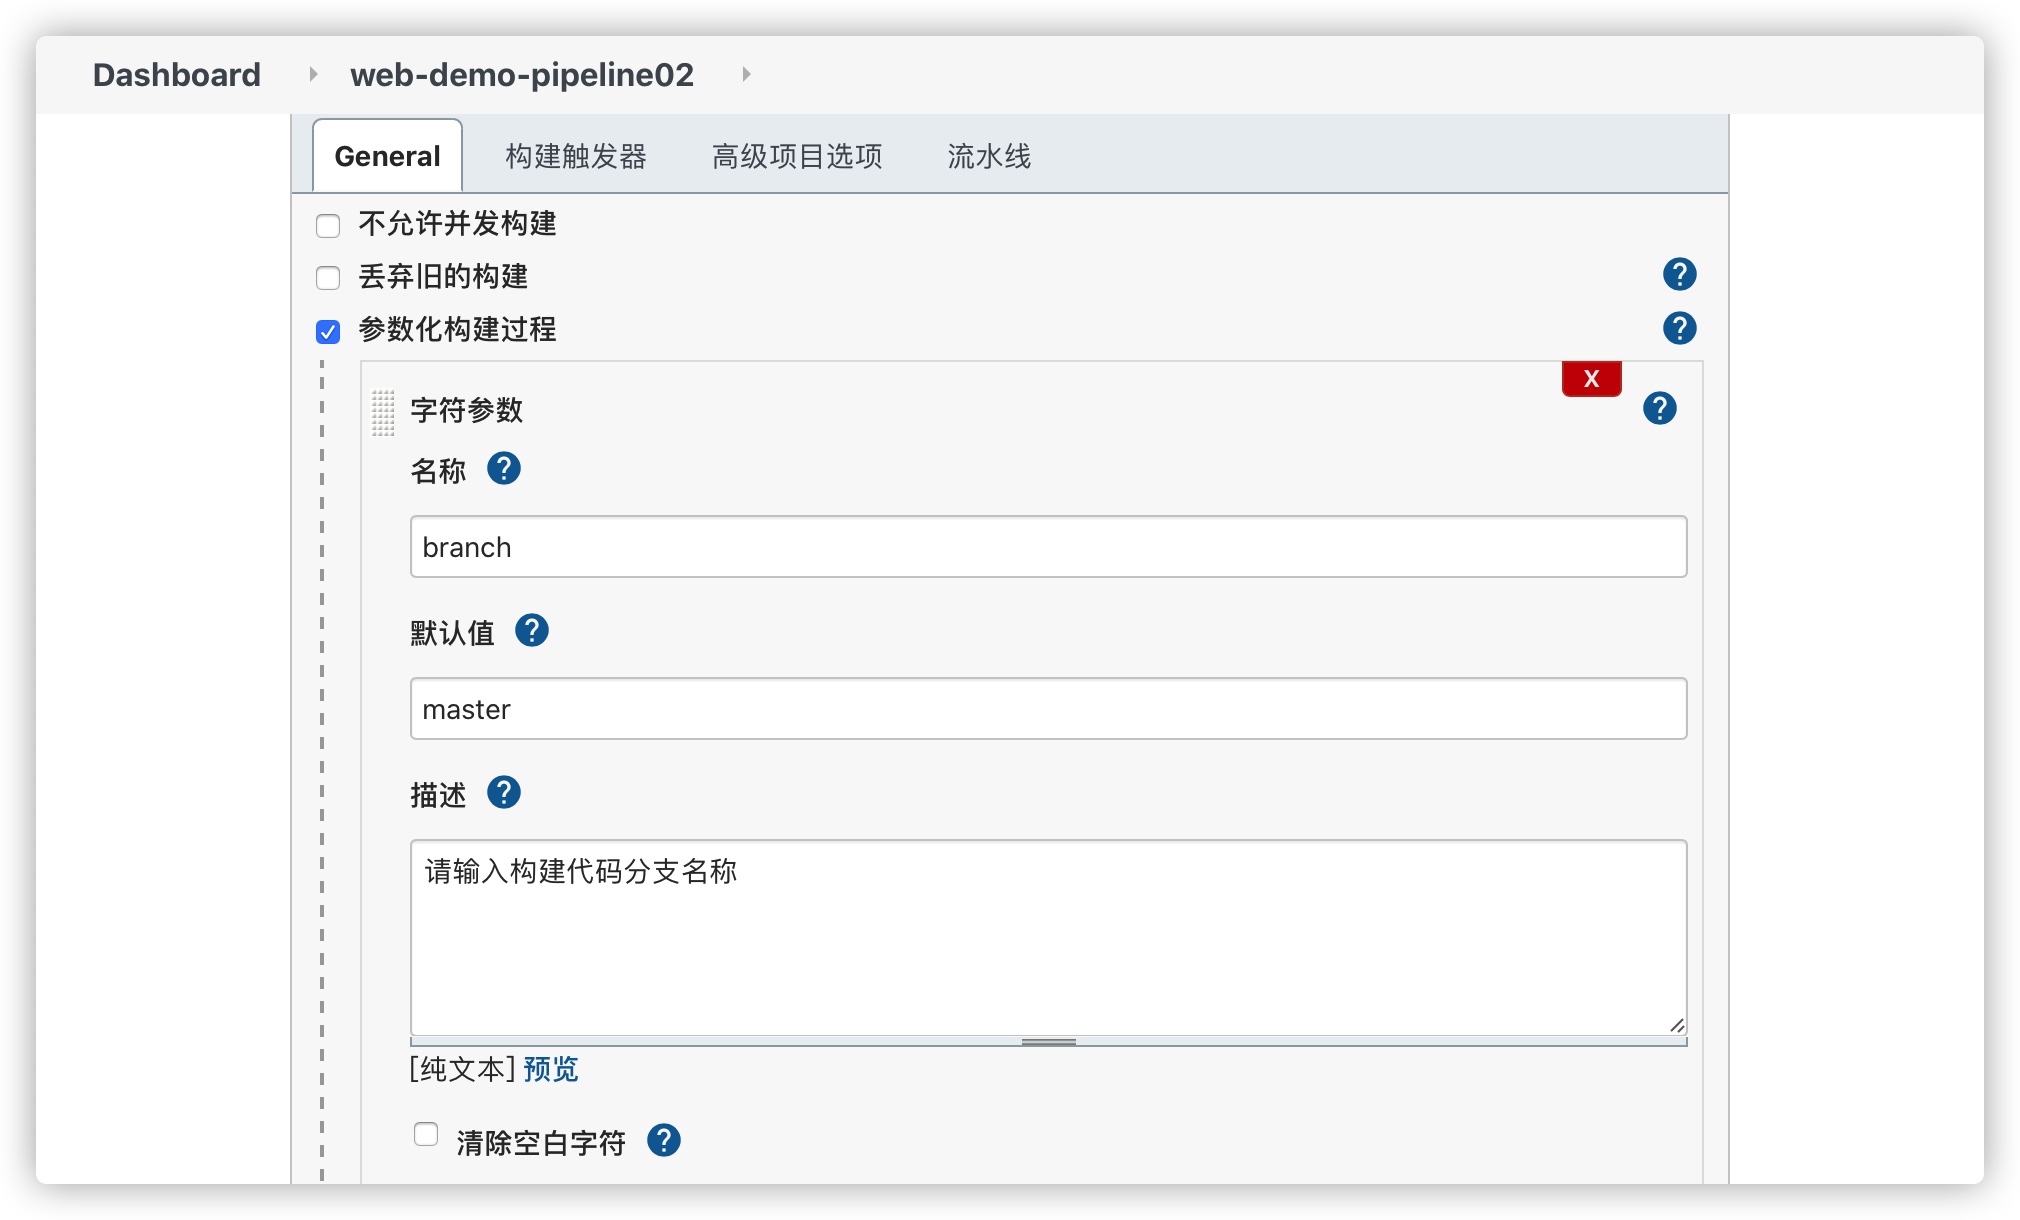 Dashboard web-demo-pipeline02
General 构建触发器 高级项目选项 流水线
不允许并发构建
丢弃旧的构建 ?
参数化构建过程 ?
X
字符参数 ?
名称 ?
branch
默认值 ?
master
描述 ?
请输入构建代码分支名称
[纯文本] 预览
清除空白字符 ?